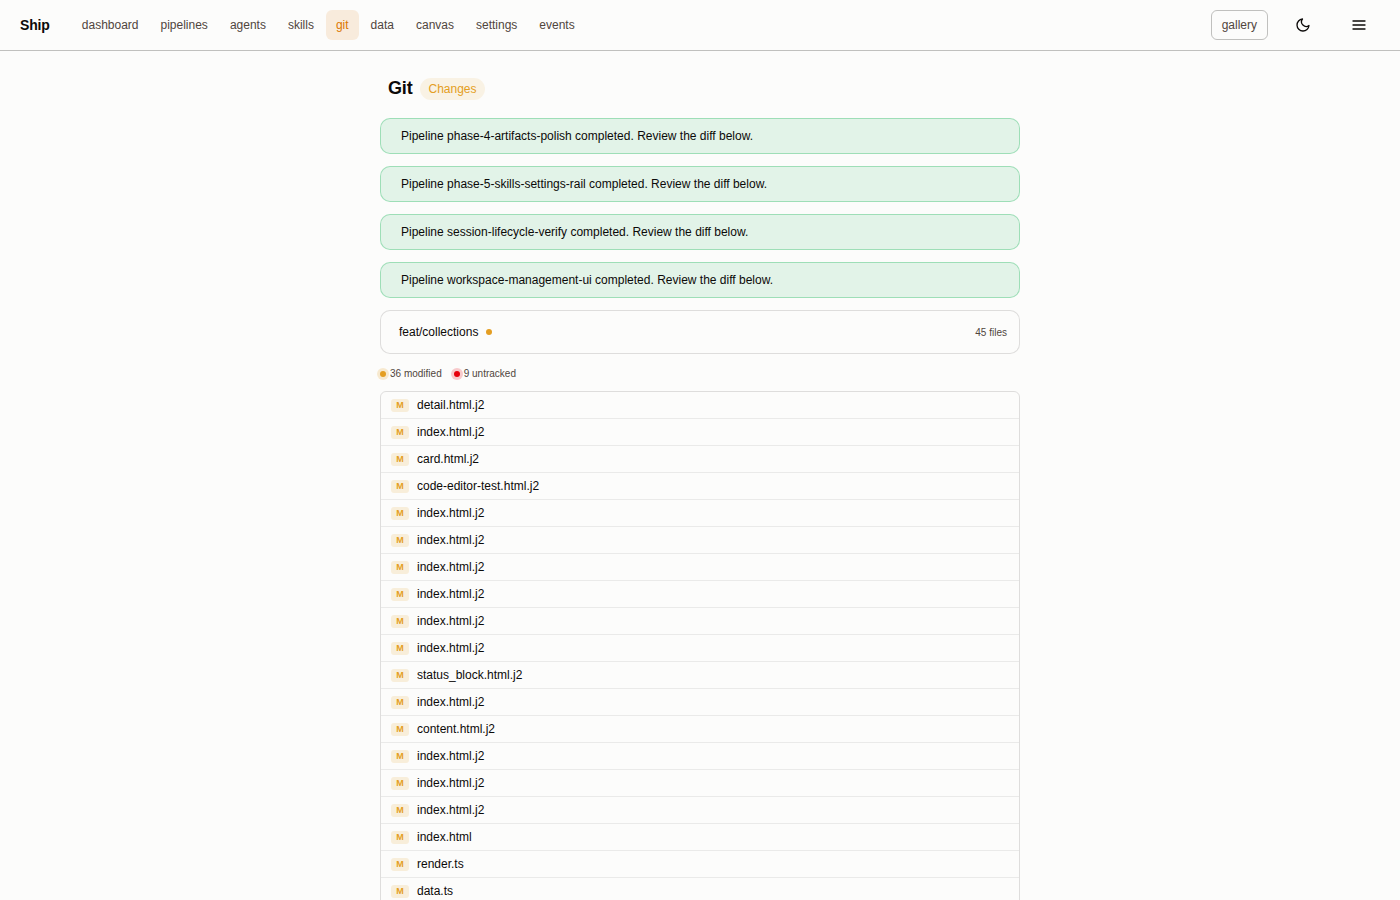 Ship dashboard pipelines agents skills git data canvas settings events gallery
Git Changes
Pipeline phase-4-artifacts-polish completed. Review the diff below.
Pipeline phase-5-skills-settings-rail completed. Review the diff below.
Pipeline session-lifecycle-verify completed. Review the diff below.
Pipeline workspace-management-ui completed. Review the diff below.
feat/collections 45 files
36 modified 9 untracked
M detail.html.j2
M index.html.j2
M card.html.j2
M code-editor-test.html.j2
M index.html.j2
M index.html.j2
M index.html.j2
M index.html.j2
M index.html.j2
M index.html.j2
M status_block.html.j2
M index.html.j2
M content.html.j2
M index.html.j2
M index.html.j2
M index.html.j2
M index.html
M render.ts
M data.ts